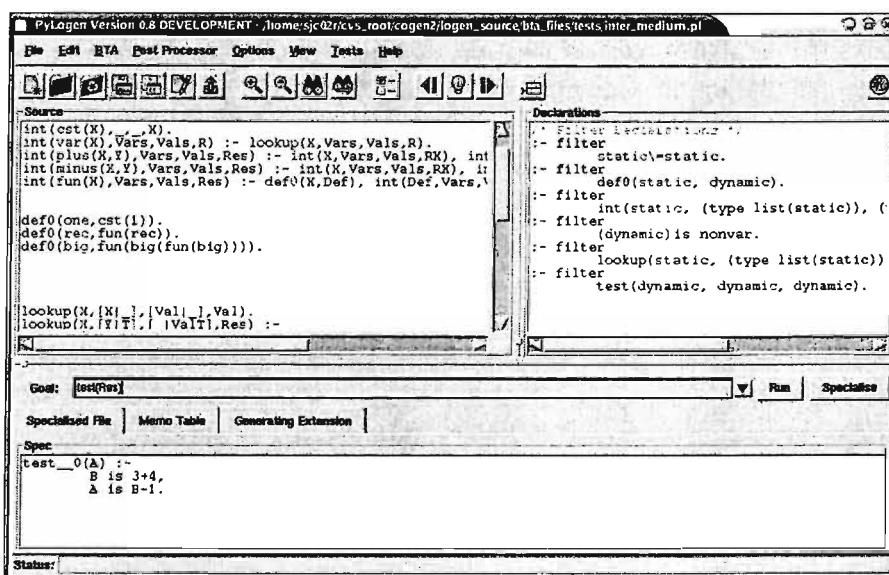 PyLogen Version 0.8 DEVELOPMENT - /home/sjc02r/cvs_root/cogen2/logen_source/bta_files/tests/inter_medium.pl
File Edit BTA Post Processor Options View Tests Help
Source
int(cst(X),_,_,X).
int(var(X),Vars,Vals,R) :- lookup(X,Vars,Vals,R).
int(plus(X,Y),Vars,Vals,Res) :- int(X,Vars,Vals,RX), int
int(minus(X,Y),Vars,Vals,Res) :- int(X,Vars,Vals,RX), i
int(fun(X),Vars,Vals,Res) :- def0(X,Def), int(Def,Vars,V
def0(one,cst(1)).
def0(rec,fun(rec)).
def0(big,fun(big(fun(big)))).
lookup(X,[X|_],[Val|_],Val).
lookup(X,[Y|T],[_|ValT],Res) :-
Declarations
/* Filter Declarations */
:- filter
static\=static.
:- filter
def0(static, dynamic).
:- filter
int(static, (type list(static)), (
:- filter
(dynamic)is nonvar.
:- filter
lookup(static, (type list(static))
:- filter
test(dynamic, dynamic, dynamic).
Goal: test(Res) Run Specialise
Specialised File Memo Table Generating Extension
Spec
test__0(A) :-
B is 3+4,
A is B-1.
Status: